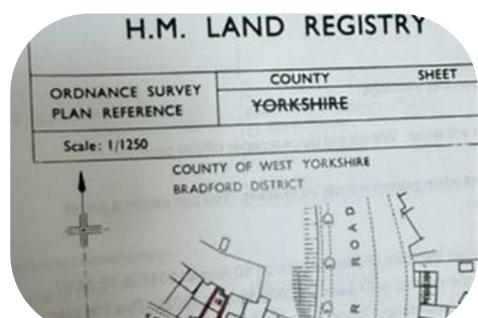 H.M. LAND REGISTRY
ORDNANCE SURVEY
PLAN REFERENCE
COUNTY
SHEET
YORKSHIRE
Scale: 1/1250
COUNTY OF WEST YORKSHIRE
BRADFORD DISTRICT
R ROAD